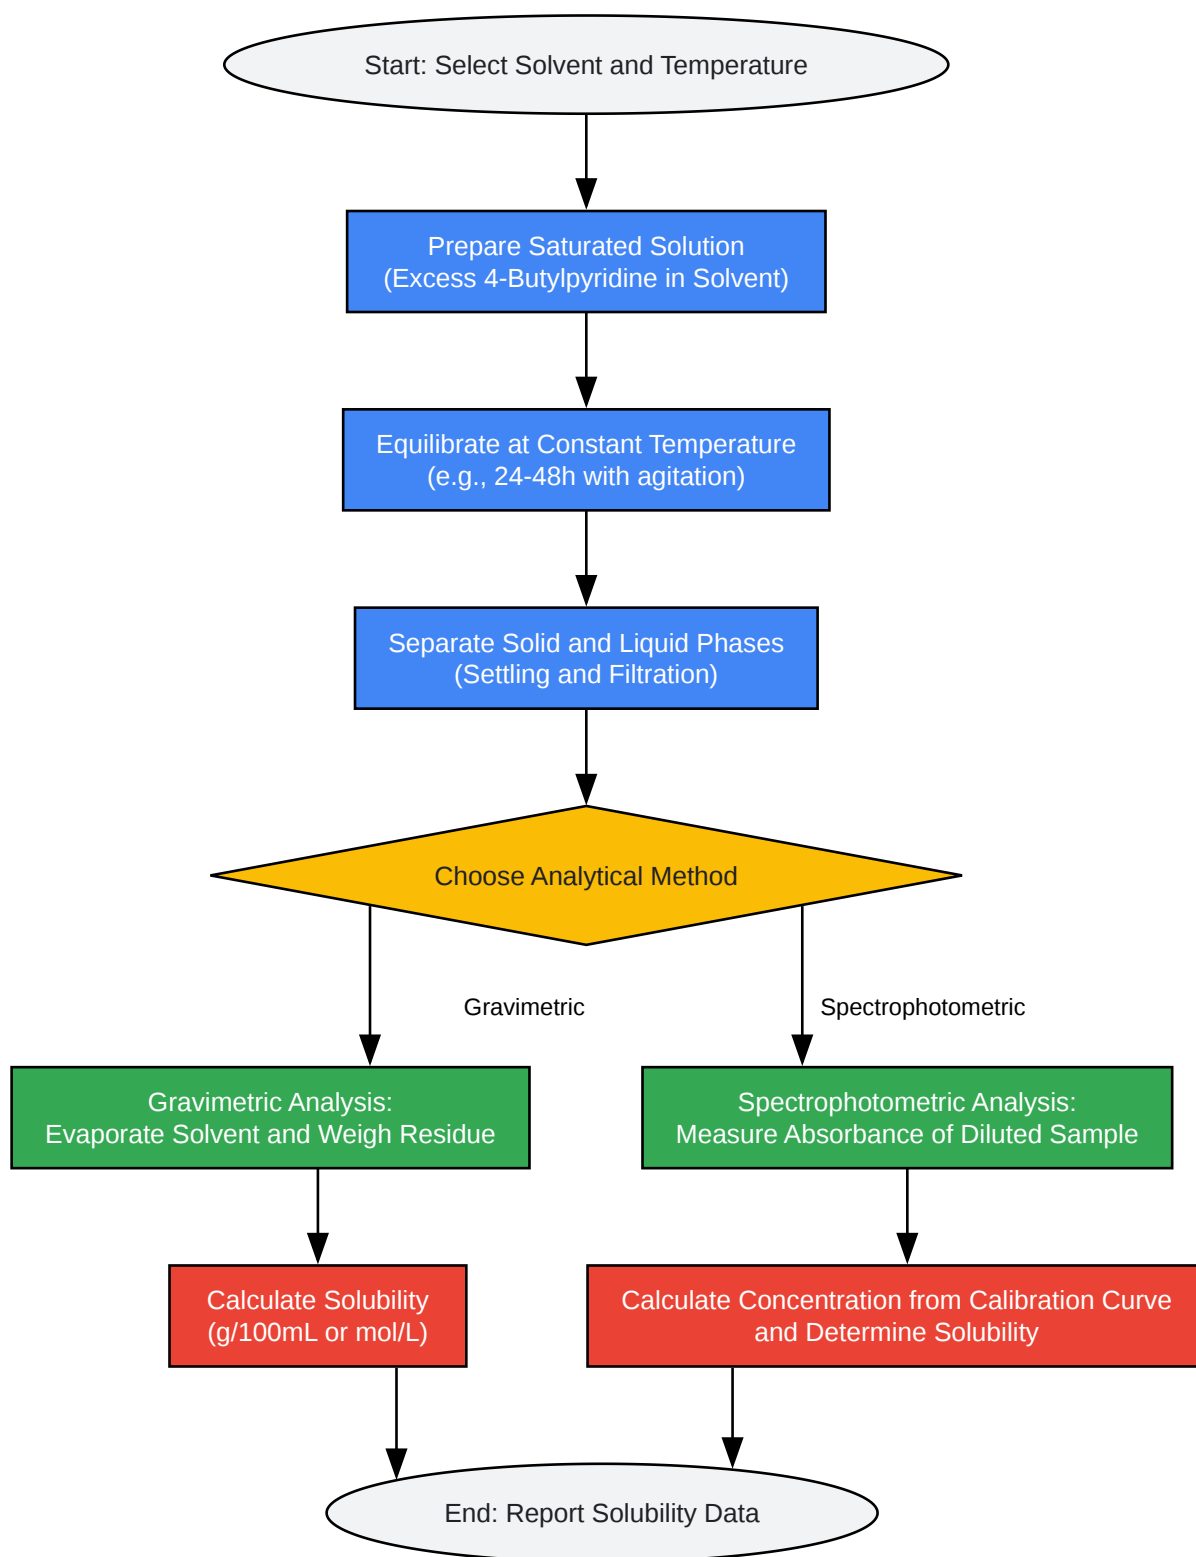 Start: Select Solvent and Temperature
Prepare Saturated Solution
(Excess 4-Butylpyridine in Solvent)
Equilibrate at Constant Temperature
(e.g., 24-48h with agitation)
Separate Solid and Liquid Phases
(Settling and Filtration)
Choose Analytical Method
Gravimetric
Spectrophotometric
Gravimetric Analysis:
Evaporate Solvent and Weigh Residue
Spectrophotometric Analysis:
Measure Absorbance of Diluted Sample
Calculate Solubility
(g/100mL or mol/L)
Calculate Concentration from Calibration Curve
and Determine Solubility
End: Report Solubility Data